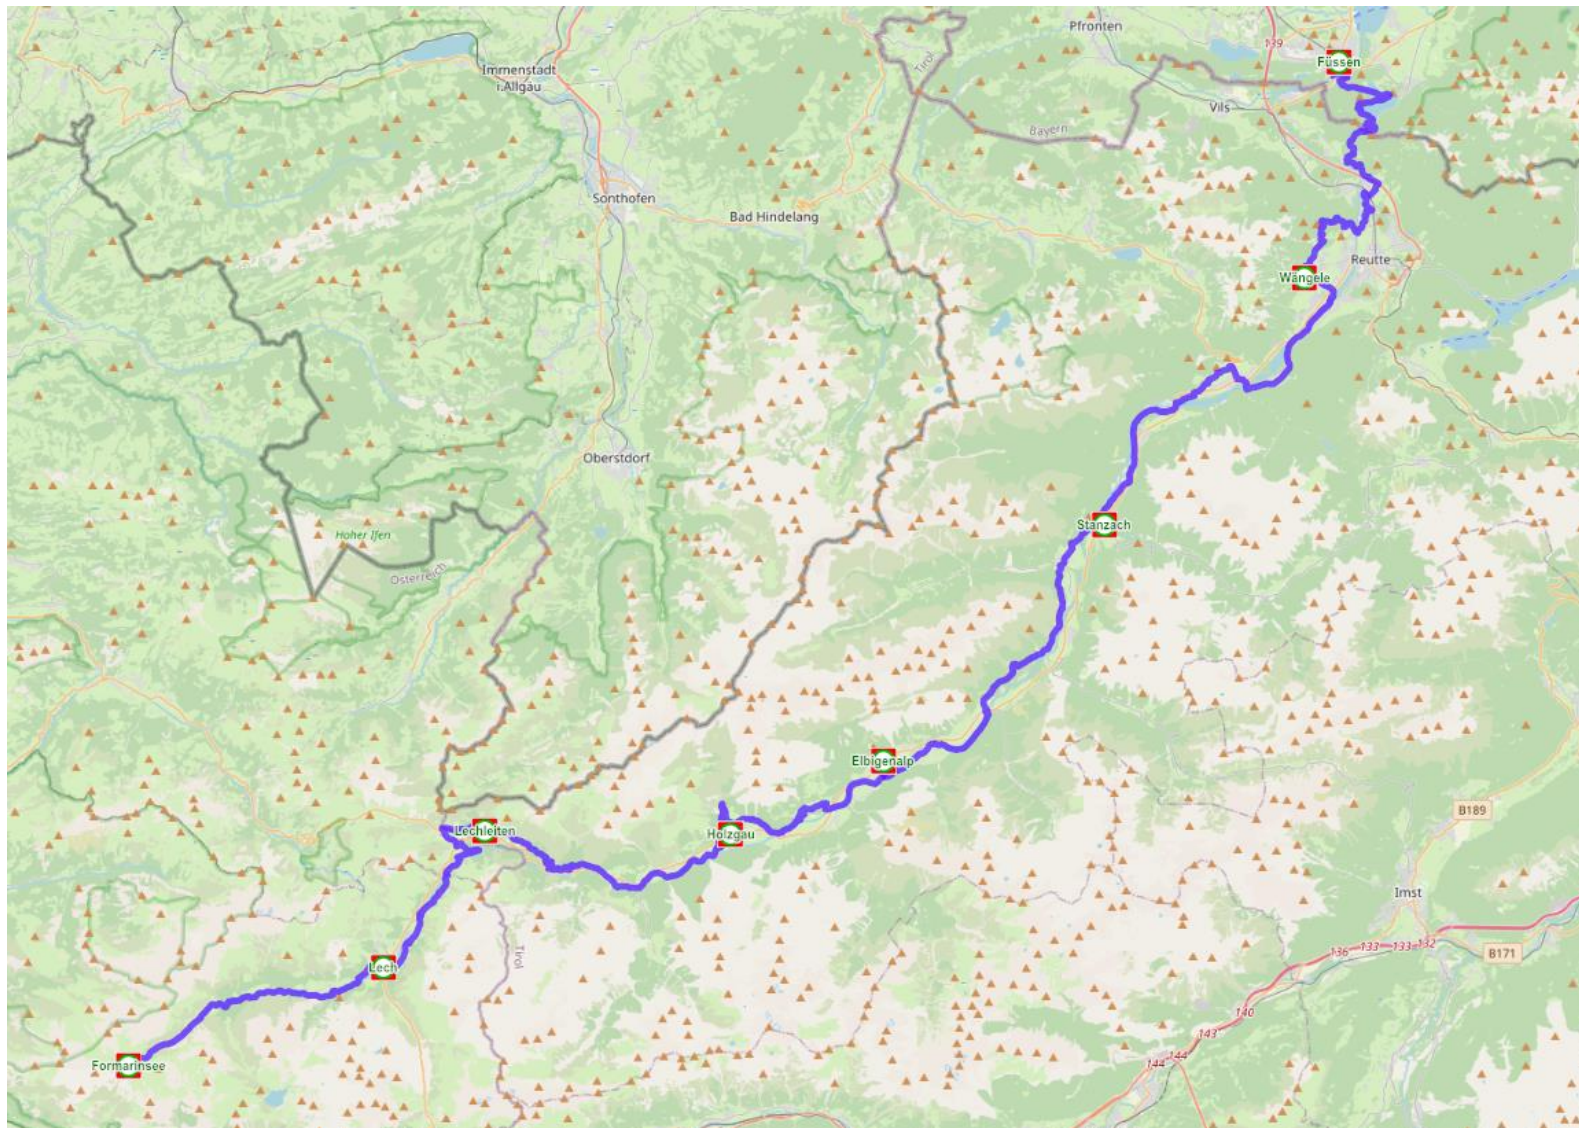 Pfronten
139
Füssen
Immenstadt
i.Allgäu
Tirol
Vils
Bayern
Sonthofen
Bad Hindelang
Reutte
Wängele
Oberstdorf
Stanzach
Hoher Ifen
Österreich
Elbigenalp
B189
Lechleiten
Holzgau
Imst
Tirol
Lech
136
133
133
132
B171
140
143
144
144
Formarinsee